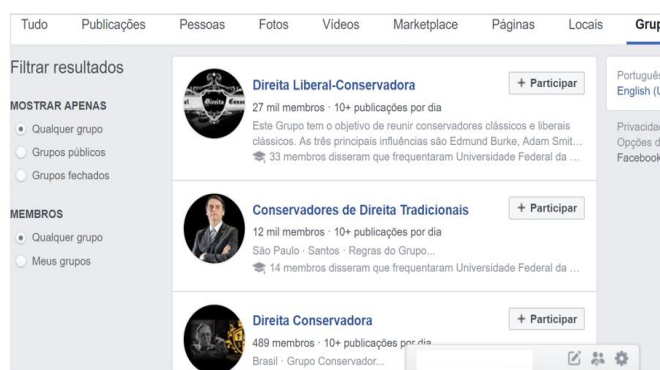 Tudo Publicações Pessoas Fotos Vídeos Marketplace Páginas Locais Grup
Filtrar resultados
MOSTRAR APENAS
Qualquer grupo
Grupos públicos
Grupos fechados
MEMBROS
Qualquer grupo
Meus grupos
Direita Liberal-Conservadora
+ Participar
27 mil membros · 10+ publicações por dia
Este Grupo tem o objetivo de reunir conservadores clássicos e liberais
clássicos. As três principais influências são Edmund Burke, Adam Smit...
33 membros disseram que frequentaram Universidade Federal da ...
Conservadores de Direita Tradicionais
+ Participar
12 mil membros · 10+ publicações por dia
São Paulo · Santos · Regras do Grupo...
14 membros disseram que frequentaram Universidade Federal da ...
Direita Conservadora
+ Participar
489 membros · 10+ publicações por dia
Brasil · Grupo Conservador...
Português
English (U
Privacidad
Opções d
Facebook